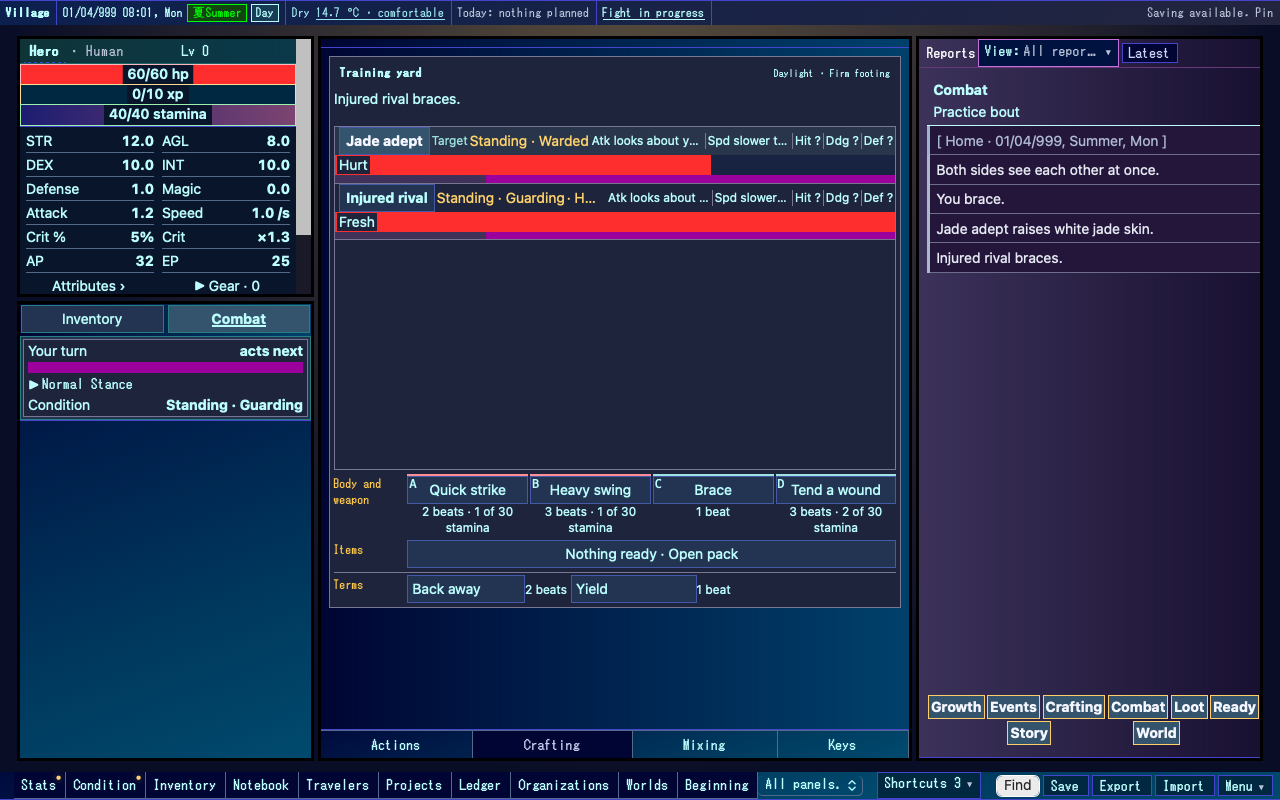 Village 01/04/999 08:01, Mon 夏Summer Day Dry 14.7 °C · comfortable Today: nothing planned Fight in progress Saving available. Pin
Hero · Human Lv 0
60/60 hp
0/10 xp
40/40 stamina
STR 12.0 AGL 8.0
DEX 10.0 INT 10.0
Defense 1.0 Magic 0.0
Attack 1.2 Speed 1.0 /s
Crit % 5% Crit ×1.3
AP 32 EP 25
Attributes › ▶ Gear · 0
Inventory Combat
Your turn acts next
▶Normal Stance
Condition Standing · Guarding
Training yard Daylight · Firm footing
Injured rival braces.
Jade adept Target Standing · Warded Atk looks about y... Spd slower t... Hit ? Ddg ? Def ?
Hurt
Injured rival Standing · Guarding · H... Atk looks about ... Spd slower... Hit ? Ddg ? Def ?
Fresh
Body and weapon
A Quick strike B Heavy swing C Brace D Tend a wound
2 beats · 1 of 30 stamina 3 beats · 1 of 30 stamina 1 beat 3 beats · 2 of 30 stamina
Items Nothing ready · Open pack
Terms Back away 2 beats Yield 1 beat
Actions Crafting Mixing Keys
Reports View: All repor... ▾ Latest
Combat
Practice bout
[ Home · 01/04/999, Summer, Mon ]
Both sides see each other at once.
You brace.
Jade adept raises white jade skin.
Injured rival braces.
Growth Events Crafting Combat Loot Ready
Story World
Stats Condition Inventory Notebook Travelers Projects Ledger Organizations Worlds Beginning All panels. Shortcuts 3 ▾ Find Save Export Import Menu ▾